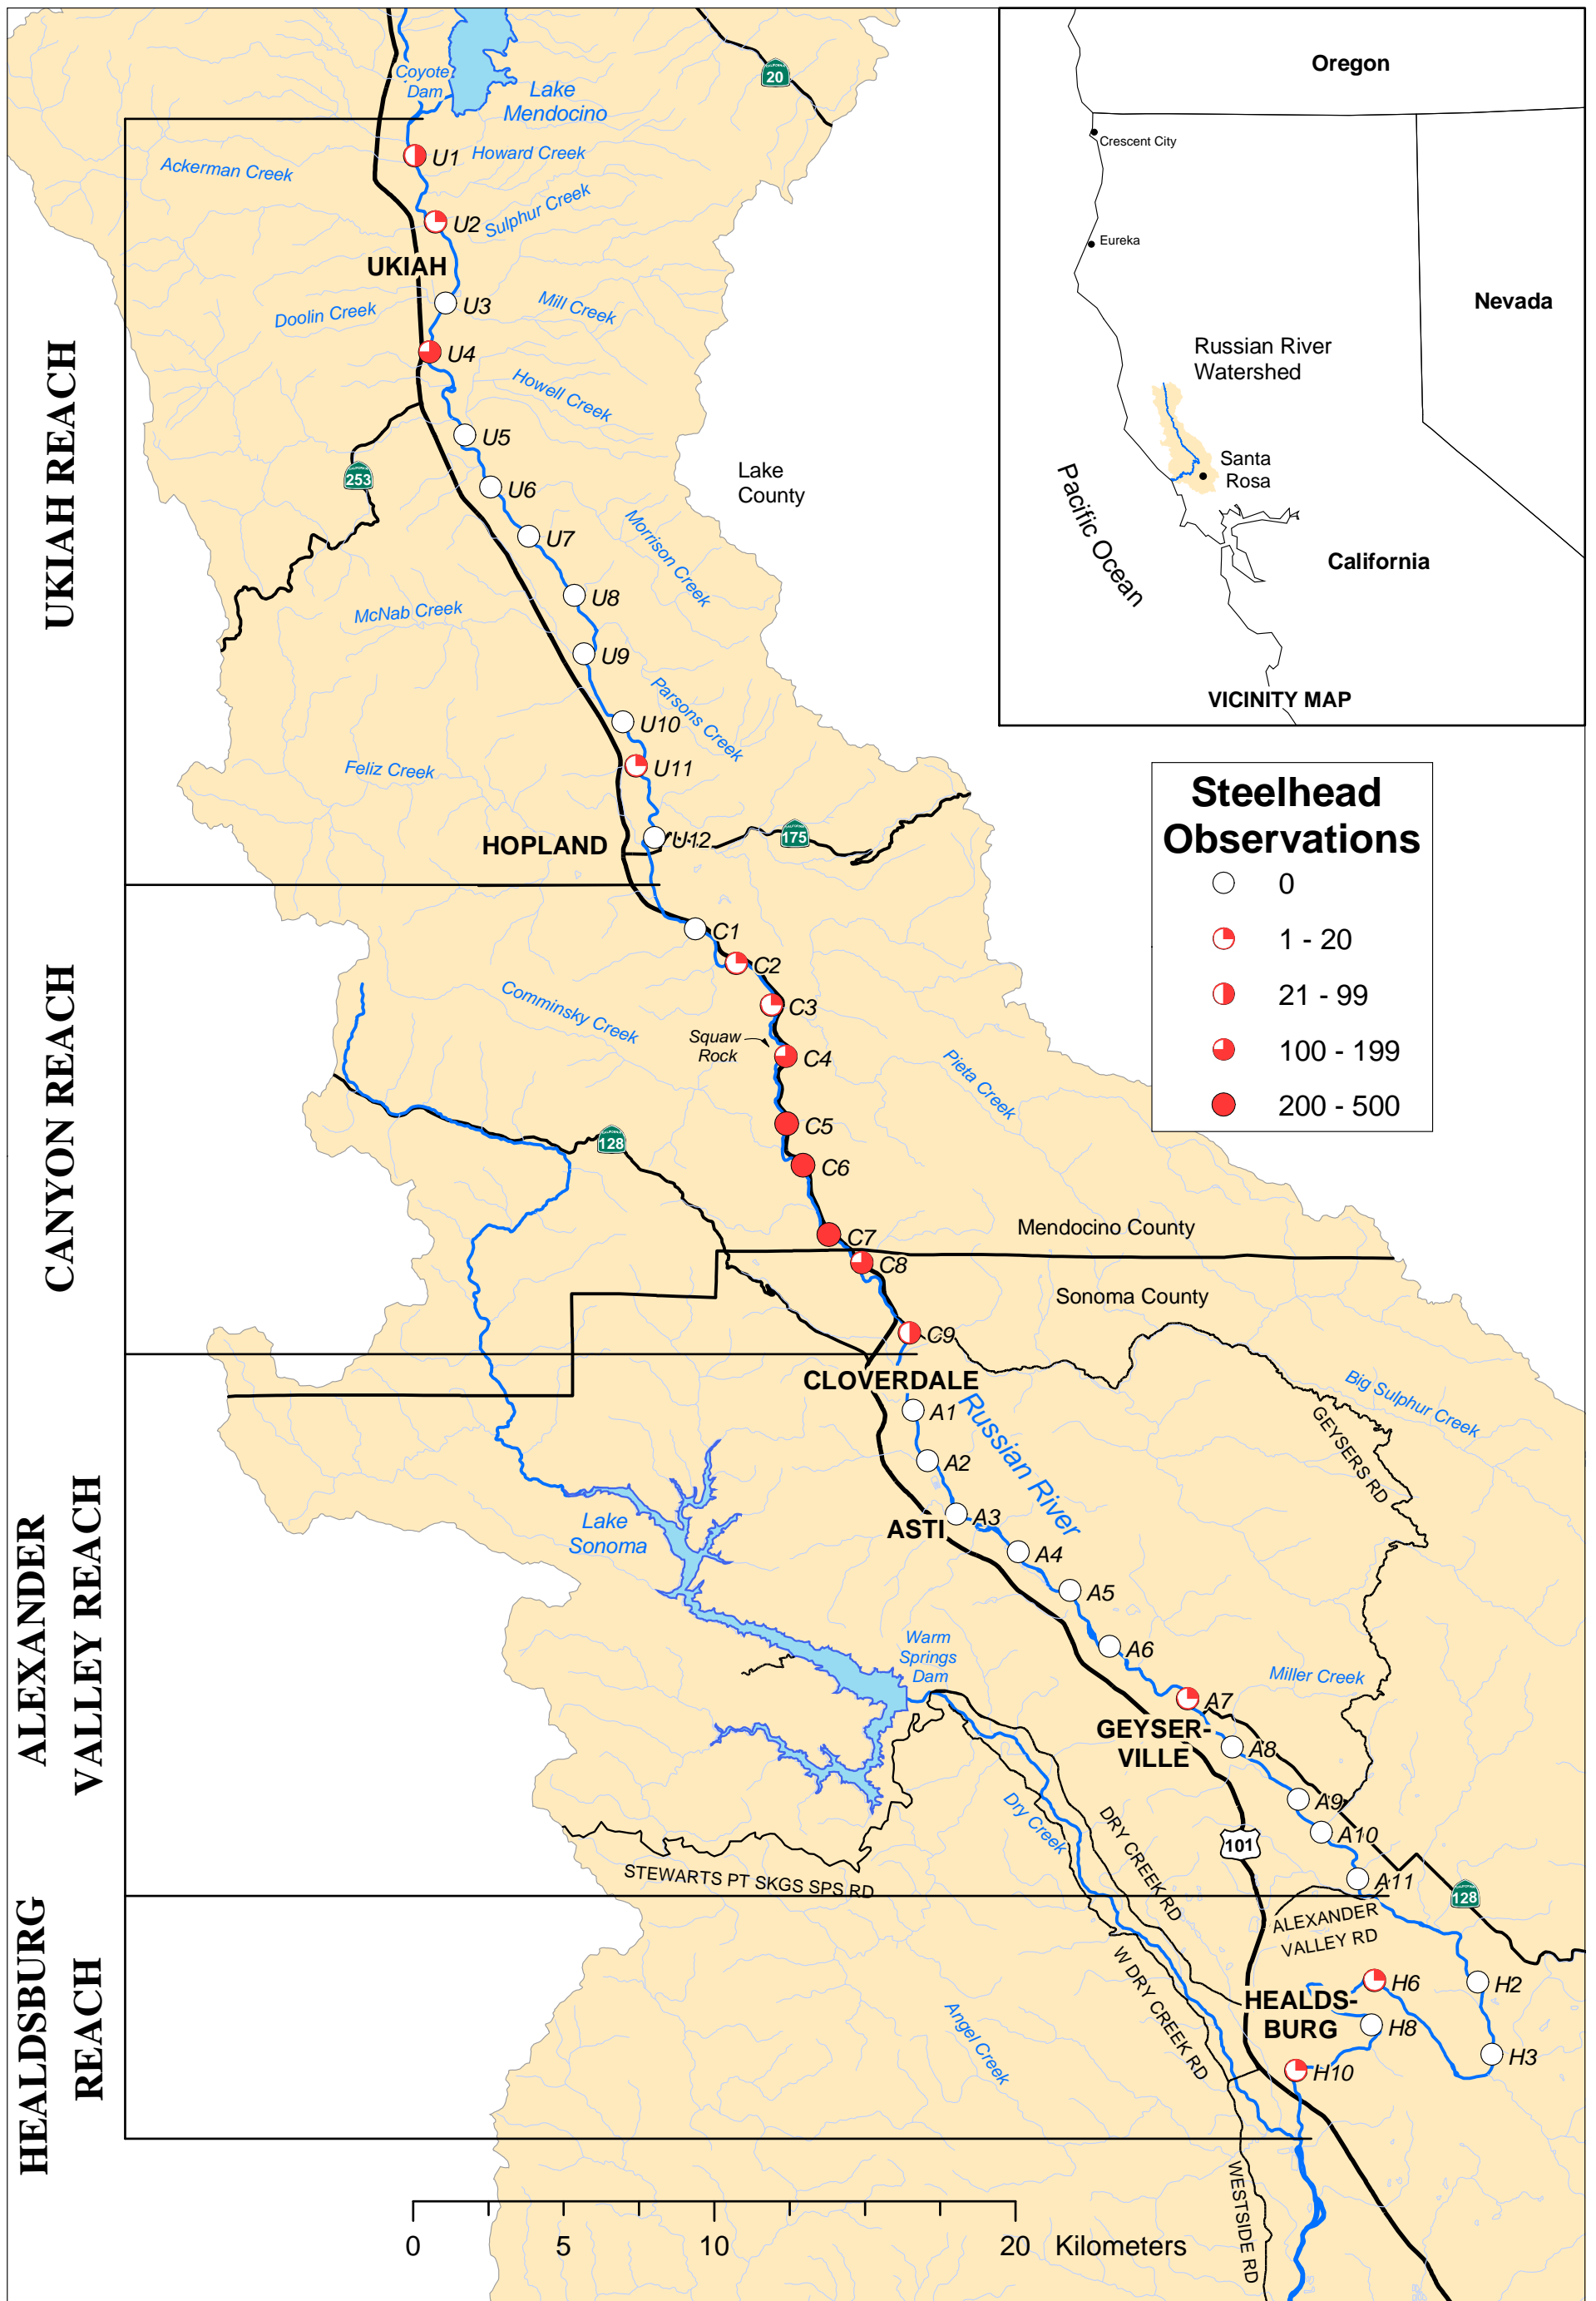 Coyote
Dam
Lake
Mendocino
20
Ackerman Creek
U1
Howard Creek
U2
Sulphur Creek
UKIAH
U3
Doolin Creek
Mill Creek
U4
Howell Creek
U5
253
U6
Lake
County
U7
Morrison Creek
U8
McNab Creek
U9
Parsons Creek
U10
U11
Feliz Creek
HOPLAND
U12
175
UKIAH REACH
Oregon
Crescent City
Eureka
Nevada
Russian River
Watershed
Santa
Rosa
Pacific Ocean
California
VICINITY MAP
Steelhead
Observations
0
1 - 20
21 - 99
100 - 199
200 - 500
CANYON REACH
C1
C2
C3
Comminsky Creek
Squaw
Rock
C4
Pieta Creek
C5
128
C6
C7
Mendocino County
C8
Sonoma County
C9
CLOVERDALE
ALEXANDER
VALLEY REACH
A1
Russian River
Big Sulphur Creek
GEYSERS RD
A2
Lake
Sonoma
ASTI
A3
A4
A5
A6
Warm
Springs
Dam
Miller Creek
A7
GEYSER-
VILLE
A8
Dry Creek
A9
DRY CREEK RD
101
A10
STEWARTS PT SKGS SPS RD
A11
128
HEALDSBURG
REACH
ALEXANDER
VALLEY RD
W DRY CREEK RD
H6
H2
HEALDS-
BURG
H8
Angel Creek
H3
H10
WESTSIDE RD
0
5
10
20
Kilometers